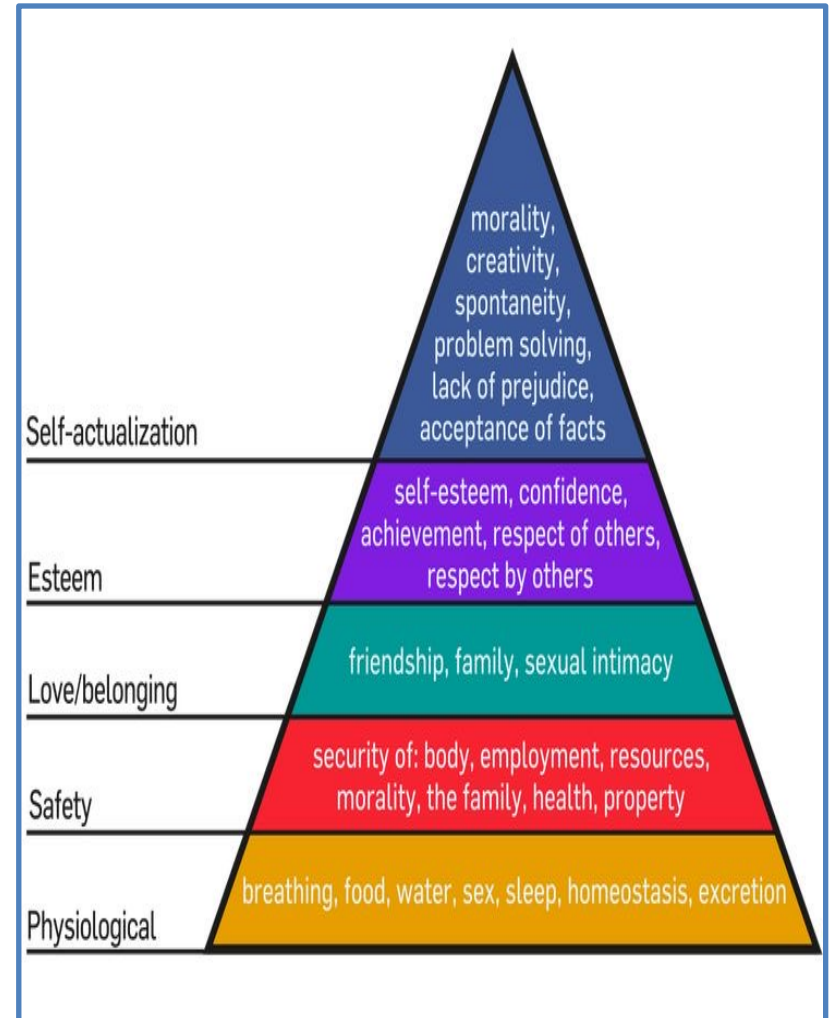 morality,
creativity,
spontaneity,
problem solving,
lack of prejudice,
acceptance of facts
Self-actualization
self-esteem, confidence,
achievement, respect of others,
respect by others
Esteem
friendship, family, sexual intimacy
Love/belonging
security of: body, employment, resources,
morality, the family, health, property
Safety
breathing, food, water, sex, sleep, homeostasis, excretion
Physiological